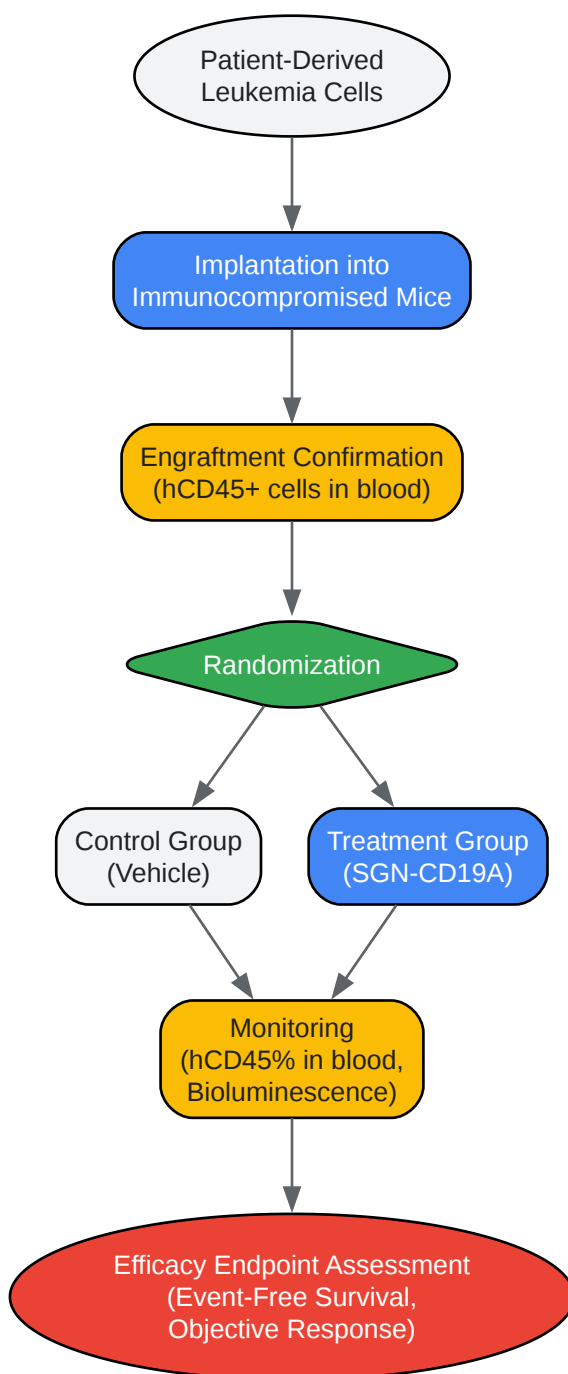 Patient-Derived
Leukemia Cells
Implantation into
Immunocompromised Mice
Engraftment Confirmation
(hCD45+ cells in blood)
Randomization
Control Group
(Vehicle)
Treatment Group
(SGN-CD19A)
Monitoring
(hCD45% in blood,
Bioluminescence)
Efficacy Endpoint Assessment
(Event-Free Survival,
Objective Response)